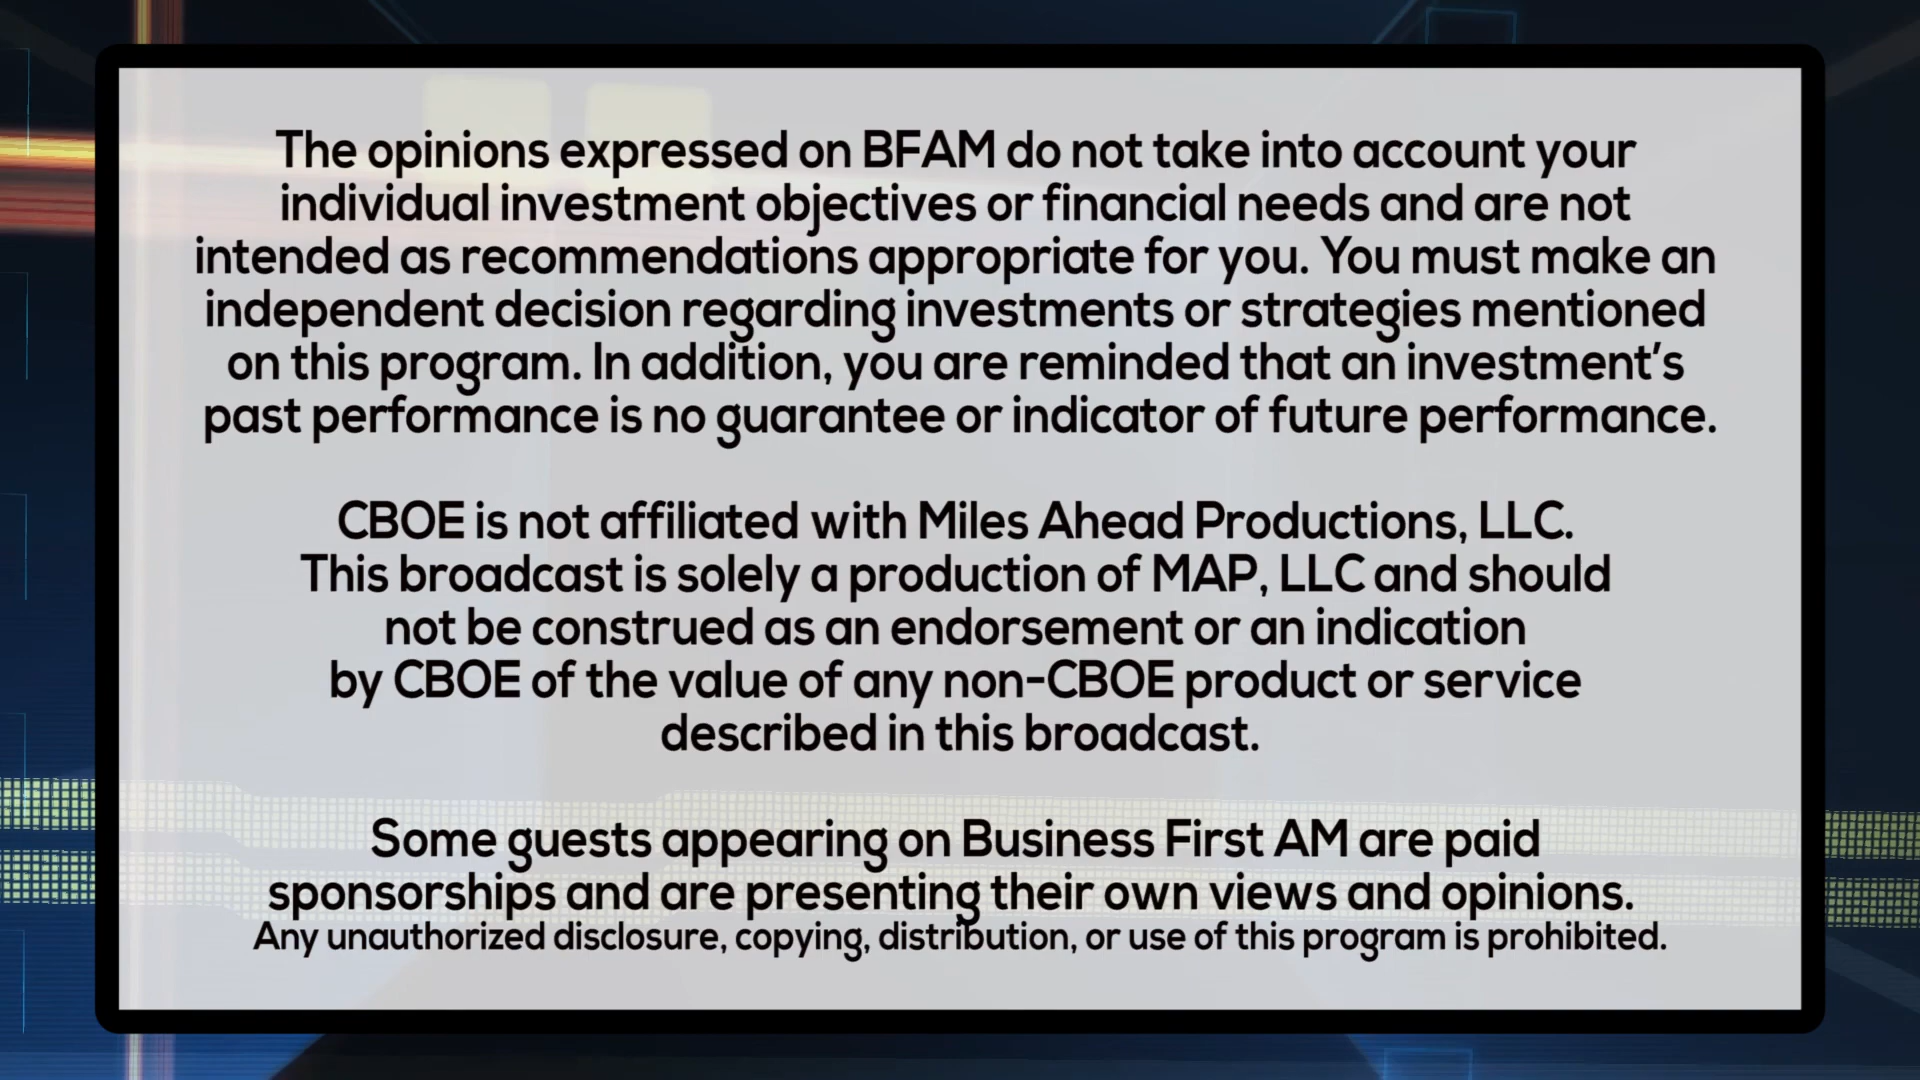 The opinions expressed on BFAM do not take into account your
individual investment objectives or financial needs and are not
intended as recommendations appropriate for you. You must make an
independent decision regarding investments or strategies mentioned
on this program. In addition, you are reminded that an investment’s
past performance is no guarantee or indicator of future performance.
CBOE is not affiliated with Miles Ahead Productions, LLC.
This broadcast is solely a production of MAP, LLC and should
not be construed as an endorsement or an indication
by CBOE of the value of any non-CBOE product or service
described in this broadcast.
Some guests appearing on Business First AM are paid
sponsorships and are presenting their own views and opinions.
Any unauthorized disclosure, copying, distribution, or use of this program is prohibited.